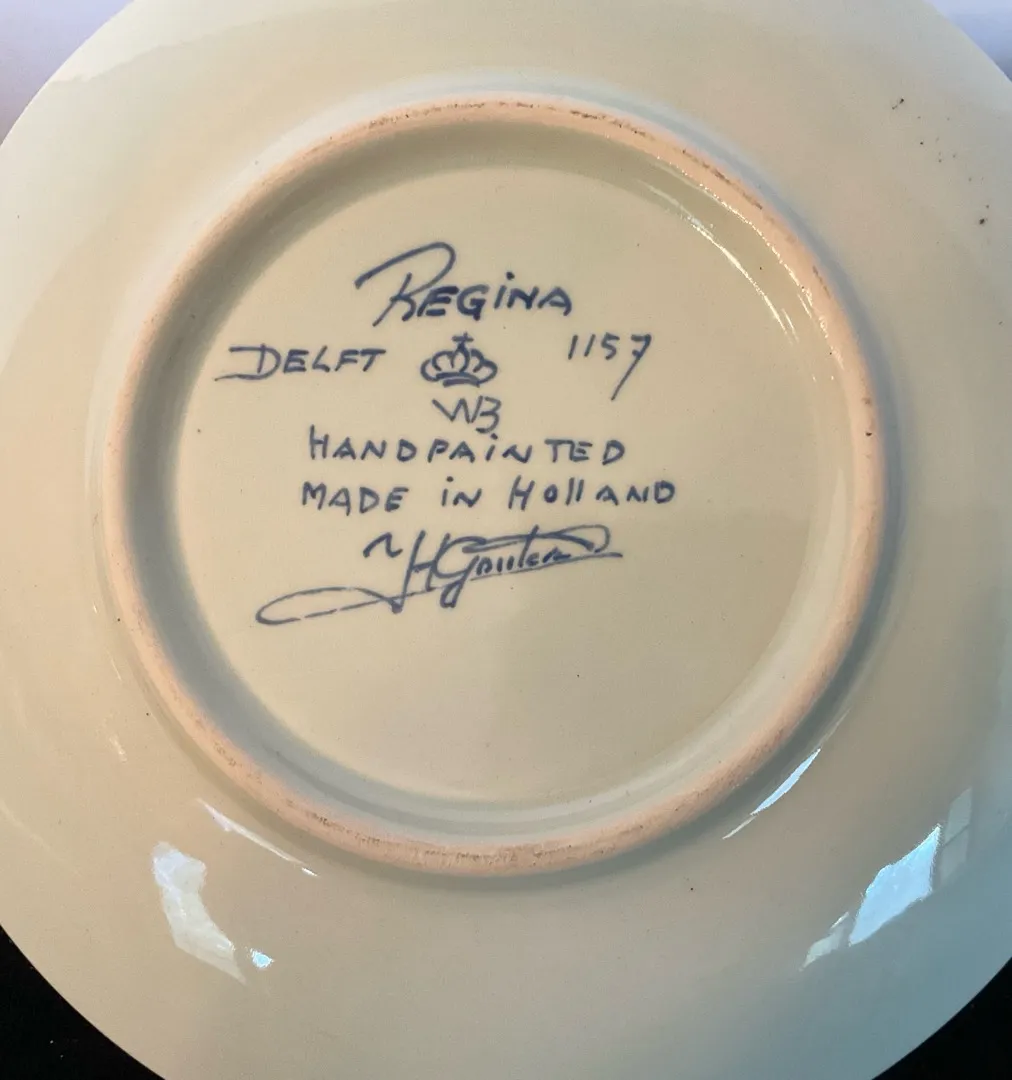 REGINA
DELFT 1157
WB
HANDPAINTED
MADE IN HOLLAND